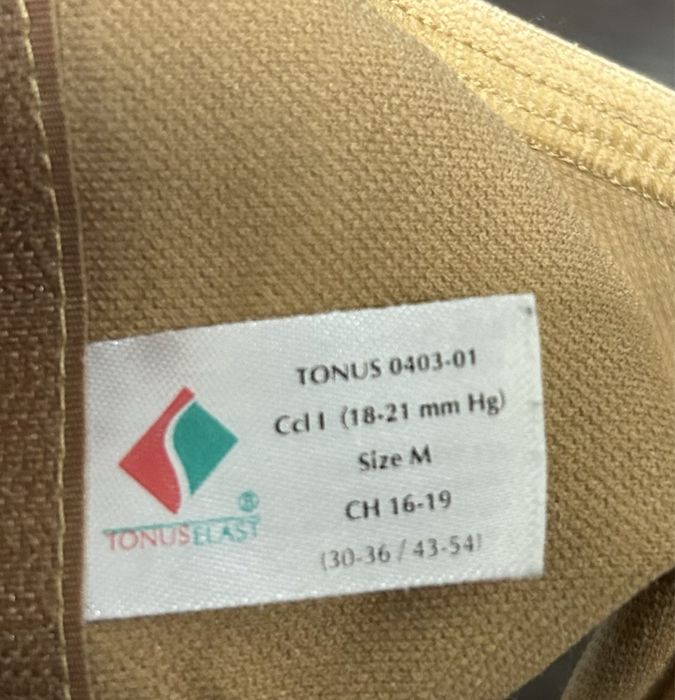 TONUS 0403-01
Ccl I (18-21 mm Hg)
Size M
CH 16-19
(30-36 / 43-54)
®
TONUSELAST